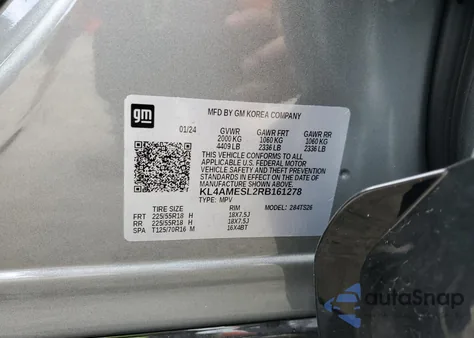 gm
MFD BY GM KOREA COMPANY
01/24 GVWR GAWR FRT GAWR RR
2000 KG 1060 KG 1060 KG
4409 LB 2336 LB 2336 LB
THIS VEHICLE CONFORMS TO ALL
APPLICABLE U.S. FEDERAL MOTOR
VEHICLE SAFETY AND THEFT PREVENTION
STANDARDS IN EFFECT ON THE DATE OF
MANUFACTURE SHOWN ABOVE.
KL4AMESL2RB161278
TYPE: MPV MODEL: 284TS26
TIRE SIZE RIM
FRT 225/55R18 H 18X7.5J
RR 225/55R18 H 18X7.5J
SPA T125/70R16 M 16X4BT
autoSnap